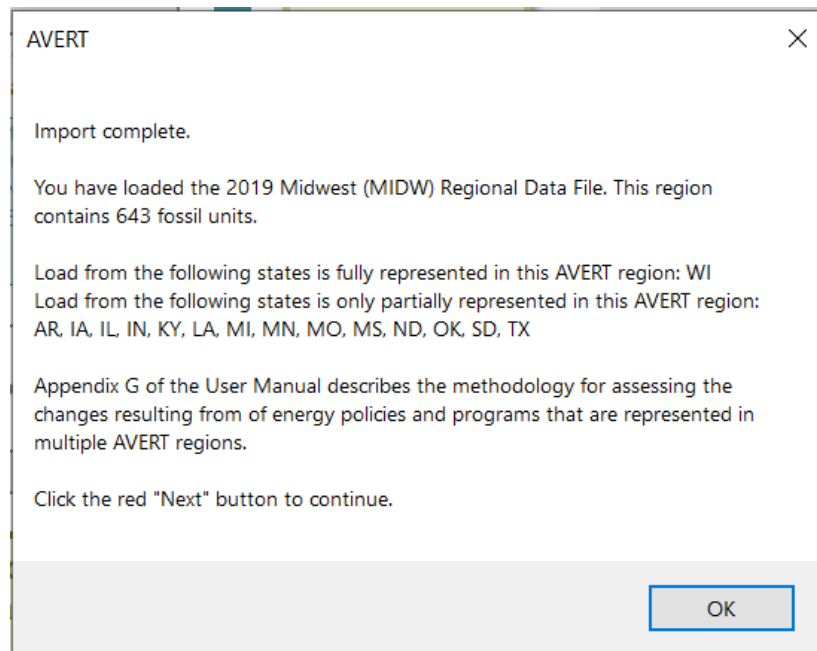 AVERT
Import complete.
You have loaded the 2019 Midwest (MIDW) Regional Data File. This region
contains 643 fossil units.
Load from the following states is fully represented in this AVERT region: WI
Load from the following states is only partially represented in this AVERT region:
AR, IA, IL, IN, KY, LA, MI, MN, MO, MS, ND, OK, SD, TX
Appendix G of the User Manual describes the methodology for assessing the
changes resulting from of energy policies and programs that are represented in
multiple AVERT regions.
Click the red "Next" button to continue.
OK